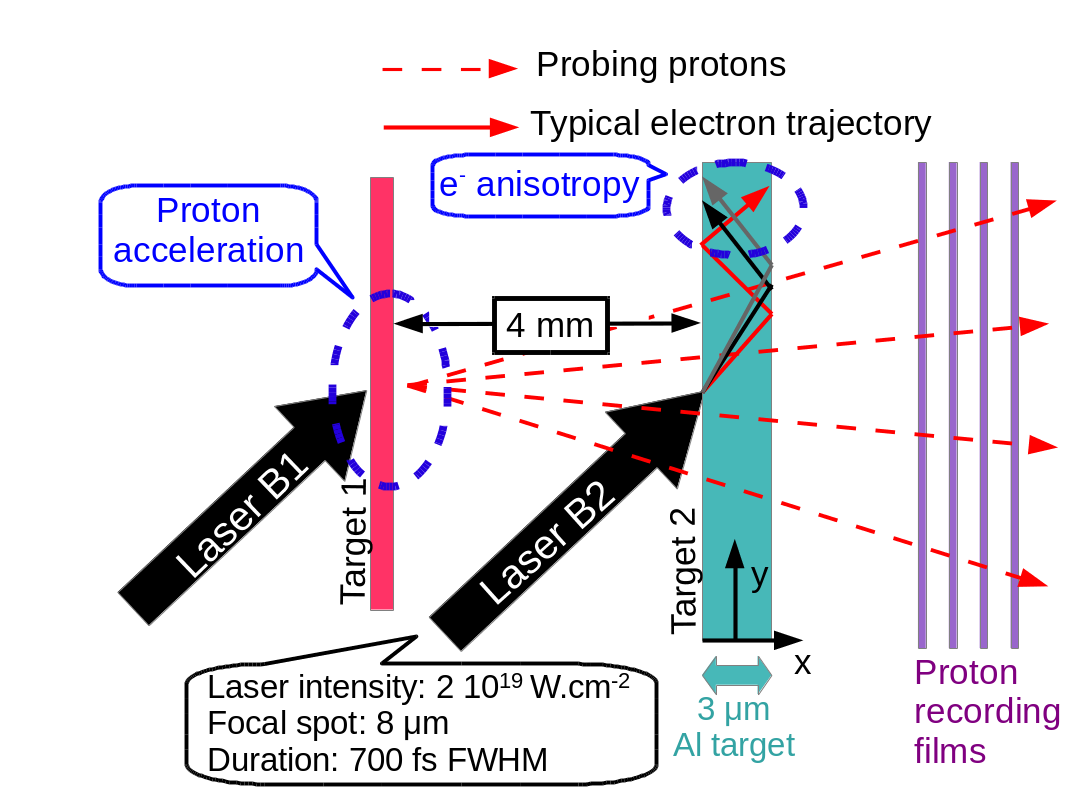 Probing protons
Typical electron trajectory
e⁻ anisotropy
Proton
acceleration
4 mm
Laser B1
Target 1
Laser B2
Target 2
y
x
Laser intensity: 2 10¹⁹ W.cm⁻²
Focal spot: 8 μm
Duration: 700 fs FWHM
3 μm
Al target
Proton
recording
films